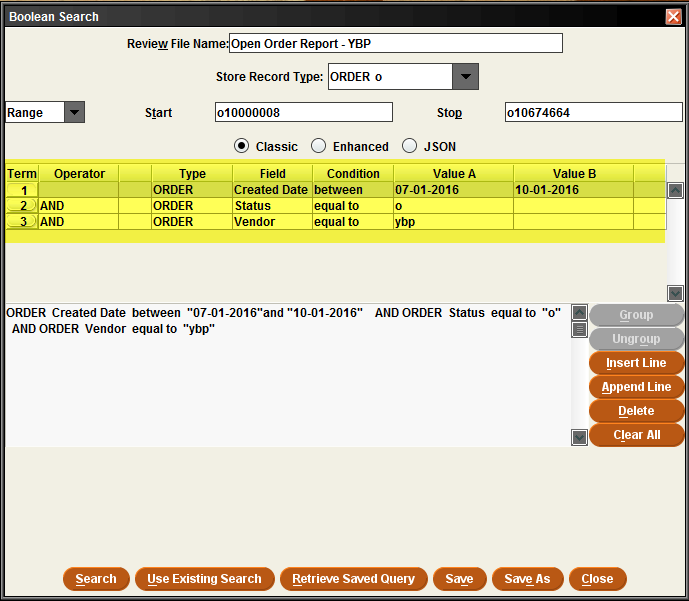 Boolean Search
Review File Name: Open Order Report - YBP
Store Record Type: ORDER o
Range Start o10000008 Stop o10674664
Classic Enhanced JSON
Term Operator Type Field Condition Value A Value B
1 ORDER Created Date between 07-01-2016 10-01-2016
2 AND ORDER Status equal to o
3 AND ORDER Vendor equal to ybp
ORDER Created Date between "07-01-2016"and "10-01-2016" AND ORDER Status equal to "o"
AND ORDER Vendor equal to "ybp"
Group
Ungroup
Insert Line
Append Line
Delete
Clear All
Search Use Existing Search Retrieve Saved Query Save Save As Close